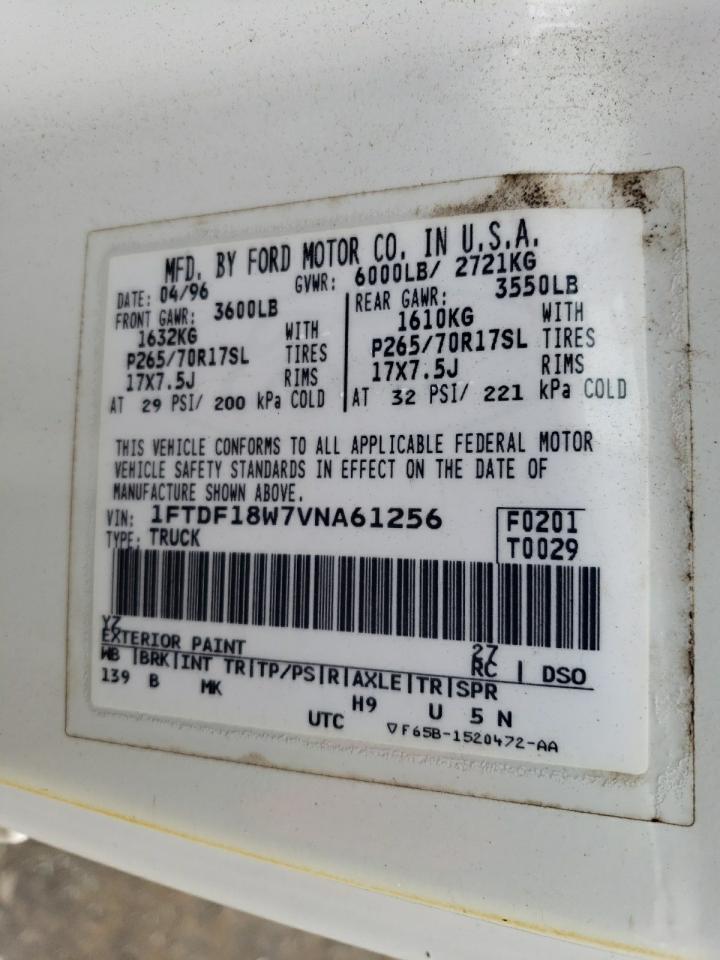 MFD. BY FORD MOTOR CO. IN U.S.A.
DATE: 04/96 GVWR: 6000LB/ 2721KG
FRONT GAWR: 3600LB REAR GAWR: 3550LB
1632KG WITH 1610KG WITH
P265/70R17SL TIRES P265/70R17SL TIRES
17X7.5J RIMS 17X7.5J RIMS
AT 29 PSI/ 200 kPa COLD AT 32 PSI/ 221 kPa COLD
THIS VEHICLE CONFORMS TO ALL APPLICABLE FEDERAL MOTOR
VEHICLE SAFETY STANDARDS IN EFFECT ON THE DATE OF
MANUFACTURE SHOWN ABOVE.
VIN: 1FTDF18W7VNA61256 F0201
TYPE: TRUCK T0029
YZ 27
EXTERIOR PAINT RC DSO
WB BRK INT TR TP/PS R AXLE TR SPR
139 B MK H9 U 5 N
UTC ▽F65B-1520472-AA